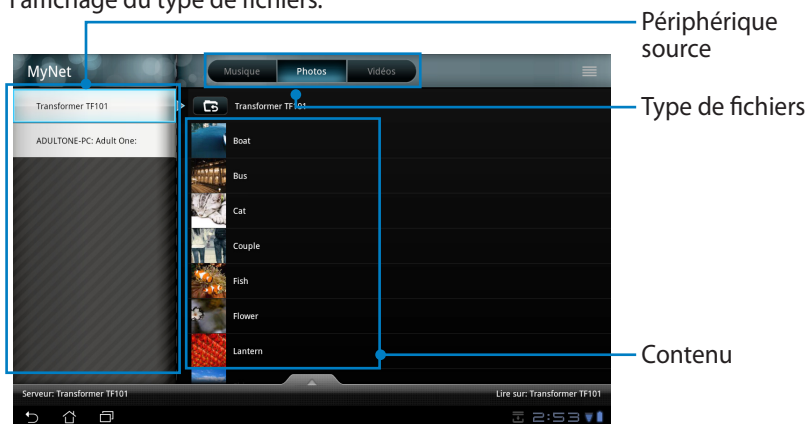 l'affichage du type de fichiers.
Périphérique
source
MyNet
Musique Photos Vidéos
Transformer TF101
Transformer TF101
Type de fichiers
ADULTONE-PC: Adult One:
Boat
Bus
Cat
Couple
Fish
Flower
Lantern
Contenu
Serveur: Transformer TF101
Lire sur: Transformer TF101
2:53